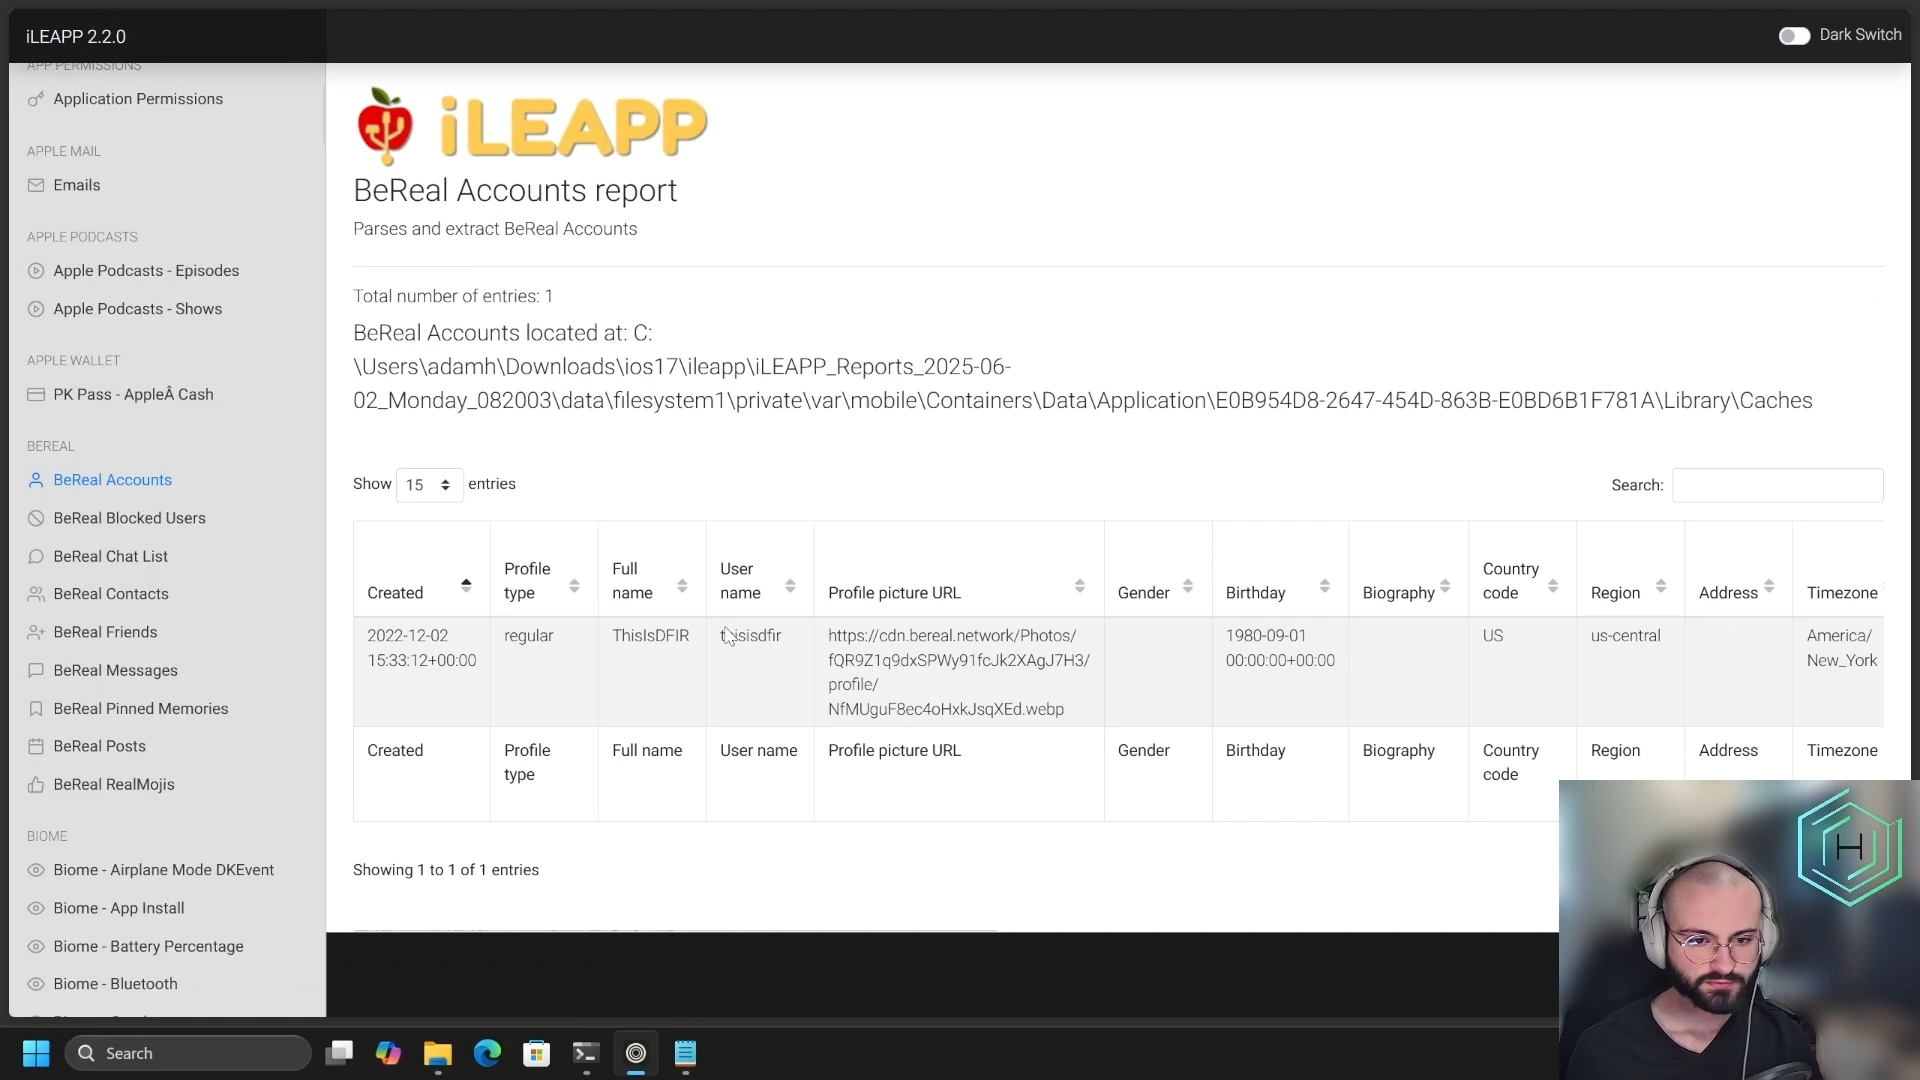 iLEAPP 2.2.0
Dark Switch
APP PERMISSIONS
Application Permissions
APPLE MAIL
Emails
APPLE PODCASTS
Apple Podcasts - Episodes
Apple Podcasts - Shows
APPLE WALLET
PK Pass - AppleÂ Cash
BEREAL
BeReal Accounts
BeReal Blocked Users
BeReal Chat List
BeReal Contacts
BeReal Friends
BeReal Messages
BeReal Pinned Memories
BeReal Posts
BeReal RealMojis
BIOME
Biome - Airplane Mode DKEvent
Biome - App Install
Biome - Battery Percentage
Biome - Bluetooth
iLEAPP
BeReal Accounts report
Parses and extract BeReal Accounts
Total number of entries: 1
BeReal Accounts located at: C:
\Users\adamh\Downloads\ios17\ileapp\iLEAPP_Reports_2025-06-
02_Monday_082003\data\filesystem1\private\var\mobile\Containers\Data\Application\E0B954D8-2647-454D-863B-E0BD6B1F781A\Library\Caches
Show 15 entries
Search:
Created Profile type Full name User name Profile picture URL Gender Birthday Biography Country code Region Address Timezone
2022-12-02 regular ThisIsDFIR thisisdfir https://cdn.bereal.network/Photos/ 1980-09-01 US us-central America/
15:33:12+00:00 fQR9Z1q9dxSPWy91fcJk2XAgJ7H3/ 00:00:00+00:00 New_York
profile/
NfMUguF8ec4oHxkJsqXEd.webp
Created Profile type Full name User name Profile picture URL Gender Birthday Biography Country code Region Address Timezone
Showing 1 to 1 of 1 entries
H
Search